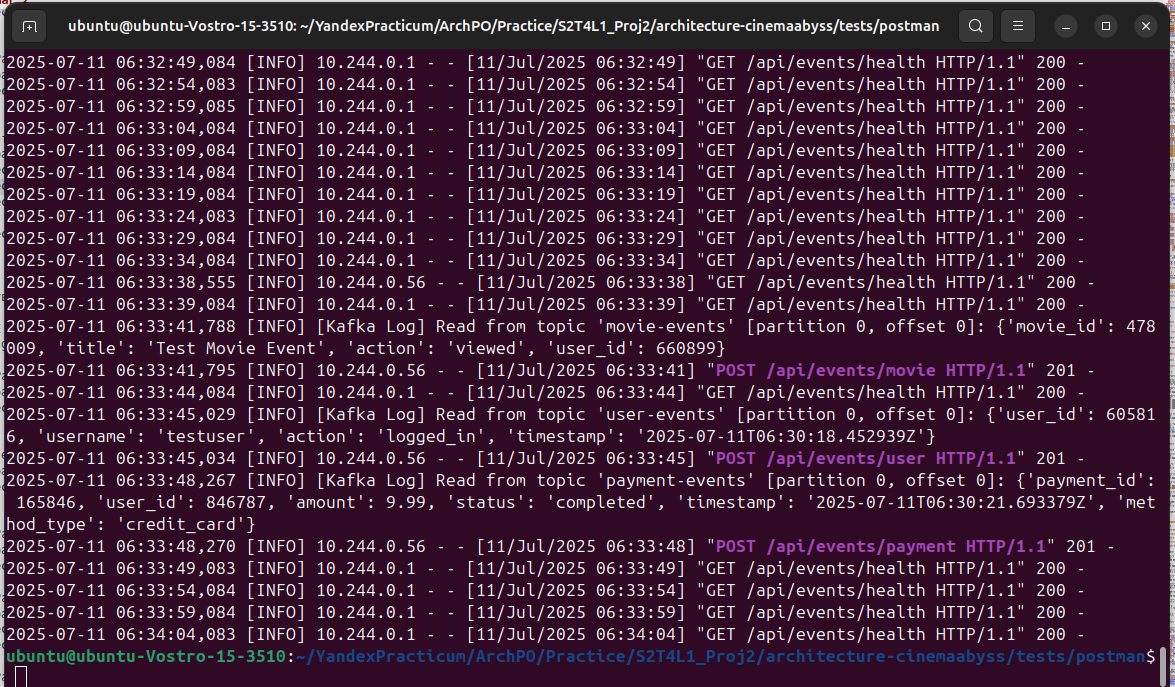 ubuntu@ubuntu-Vostro-15-3510: ~/YandexPracticum/ArchPO/Practice/S2T4L1_Proj2/architecture-cinemaabyss/tests/postman
2025-07-11 06:32:49,084 [INFO] 10.244.0.1 - - [11/Jul/2025 06:32:49] "GET /api/events/health HTTP/1.1" 200 -
2025-07-11 06:32:54,083 [INFO] 10.244.0.1 - - [11/Jul/2025 06:32:54] "GET /api/events/health HTTP/1.1" 200 -
2025-07-11 06:32:59,085 [INFO] 10.244.0.1 - - [11/Jul/2025 06:32:59] "GET /api/events/health HTTP/1.1" 200 -
2025-07-11 06:33:04,084 [INFO] 10.244.0.1 - - [11/Jul/2025 06:33:04] "GET /api/events/health HTTP/1.1" 200 -
2025-07-11 06:33:09,084 [INFO] 10.244.0.1 - - [11/Jul/2025 06:33:09] "GET /api/events/health HTTP/1.1" 200 -
2025-07-11 06:33:14,084 [INFO] 10.244.0.1 - - [11/Jul/2025 06:33:14] "GET /api/events/health HTTP/1.1" 200 -
2025-07-11 06:33:19,084 [INFO] 10.244.0.1 - - [11/Jul/2025 06:33:19] "GET /api/events/health HTTP/1.1" 200 -
2025-07-11 06:33:24,083 [INFO] 10.244.0.1 - - [11/Jul/2025 06:33:24] "GET /api/events/health HTTP/1.1" 200 -
2025-07-11 06:33:29,084 [INFO] 10.244.0.1 - - [11/Jul/2025 06:33:29] "GET /api/events/health HTTP/1.1" 200 -
2025-07-11 06:33:34,084 [INFO] 10.244.0.1 - - [11/Jul/2025 06:33:34] "GET /api/events/health HTTP/1.1" 200 -
2025-07-11 06:33:38,555 [INFO] 10.244.0.56 - - [11/Jul/2025 06:33:38] "GET /api/events/health HTTP/1.1" 200 -
2025-07-11 06:33:39,084 [INFO] 10.244.0.1 - - [11/Jul/2025 06:33:39] "GET /api/events/health HTTP/1.1" 200 -
2025-07-11 06:33:41,788 [INFO] [Kafka Log] Read from topic 'movie-events' [partition 0, offset 0]: {'movie_id': 478
009, 'title': 'Test Movie Event', 'action': 'viewed', 'user_id': 660899}
2025-07-11 06:33:41,795 [INFO] 10.244.0.56 - - [11/Jul/2025 06:33:41] "POST /api/events/movie HTTP/1.1" 201 -
2025-07-11 06:33:44,084 [INFO] 10.244.0.1 - - [11/Jul/2025 06:33:44] "GET /api/events/health HTTP/1.1" 200 -
2025-07-11 06:33:45,029 [INFO] [Kafka Log] Read from topic 'user-events' [partition 0, offset 0]: {'user_id': 60581
6, 'username': 'testuser', 'action': 'logged_in', 'timestamp': '2025-07-11T06:30:18.452939Z'}
2025-07-11 06:33:45,034 [INFO] 10.244.0.56 - - [11/Jul/2025 06:33:45] "POST /api/events/user HTTP/1.1" 201 -
2025-07-11 06:33:48,267 [INFO] [Kafka Log] Read from topic 'payment-events' [partition 0, offset 0]: {'payment_id':
 165846, 'user_id': 846787, 'amount': 9.99, 'status': 'completed', 'timestamp': '2025-07-11T06:30:21.693379Z', 'met
hod_type': 'credit_card'}
2025-07-11 06:33:48,270 [INFO] 10.244.0.56 - - [11/Jul/2025 06:33:48] "POST /api/events/payment HTTP/1.1" 201 -
2025-07-11 06:33:49,083 [INFO] 10.244.0.1 - - [11/Jul/2025 06:33:49] "GET /api/events/health HTTP/1.1" 200 -
2025-07-11 06:33:54,084 [INFO] 10.244.0.1 - - [11/Jul/2025 06:33:54] "GET /api/events/health HTTP/1.1" 200 -
2025-07-11 06:33:59,084 [INFO] 10.244.0.1 - - [11/Jul/2025 06:33:59] "GET /api/events/health HTTP/1.1" 200 -
2025-07-11 06:34:04,083 [INFO] 10.244.0.1 - - [11/Jul/2025 06:34:04] "GET /api/events/health HTTP/1.1" 200 -
ubuntu@ubuntu-Vostro-15-3510:~/YandexPracticum/ArchPO/Practice/S2T4L1_Proj2/architecture-cinemaabyss/tests/postman$